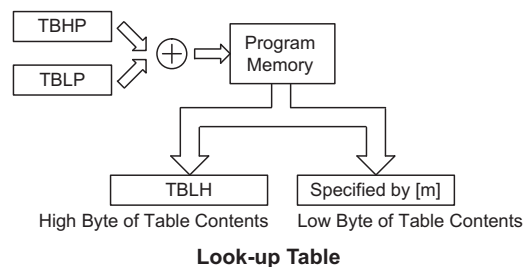 TBHP
TBLP
Program
Memory
TBLH
Specified by [m]
High Byte of Table Contents
Low Byte of Table Contents
Look-up Table